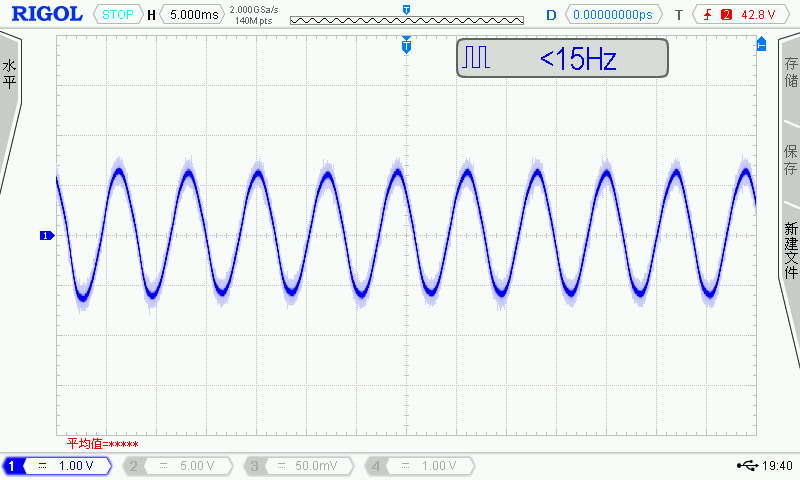 RIGOL STOP H 5.000ms 2.000GSa/s 140M pts T D 0.00000000ps T 2 42.8 V
T
T
<15Hz
水平
存储
保存
新建文件
1
平均值=*****
1 = 1.00 V 2 = 5.00 V 3 = 50.0mV 4 = 1.00 V 19:40